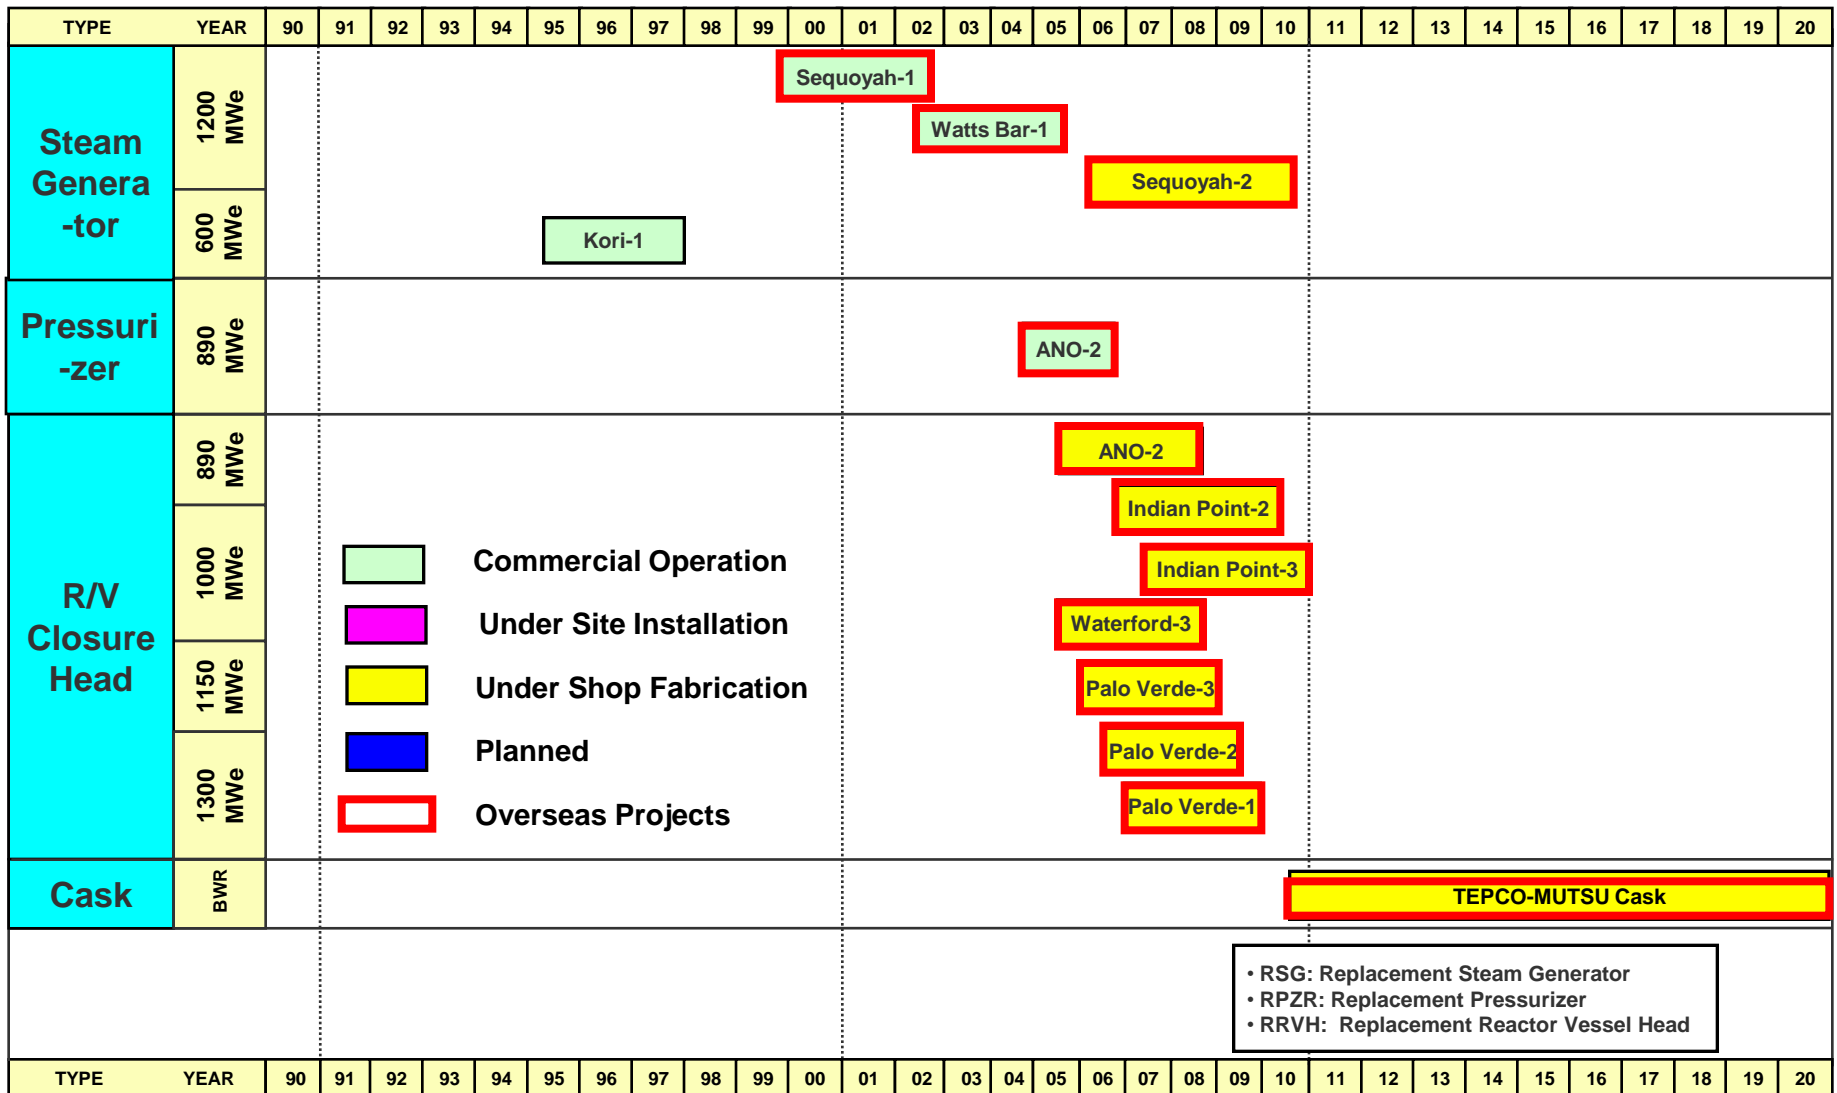 TYPE YEAR 90 91 92 93 94 95 96 97 98 99 00 01 02 03 04 05 06 07 08 09 10 11 12 13 14 15 16 17 18 19 20
Steam
Genera
-tor
1200
MWe
Sequoyah-1
Watts Bar-1
Sequoyah-2
600
MWe
Kori-1
Pressuri
-zer
890
MWe
ANO-2
R/V
Closure
Head
890
MWe
ANO-2
Indian Point-2
1000
MWe
Indian Point-3
Waterford-3
1150
MWe
Palo Verde-3
Palo Verde-2
1300
MWe
Palo Verde-1
Commercial Operation
Under Site Installation
Under Shop Fabrication
Planned
Overseas Projects
Cask
BWR
TEPCO-MUTSU Cask
• RSG: Replacement Steam Generator
• RPZR: Replacement Pressurizer
• RRVH: Replacement Reactor Vessel Head
TYPE YEAR 90 91 92 93 94 95 96 97 98 99 00 01 02 03 04 05 06 07 08 09 10 11 12 13 14 15 16 17 18 19 20